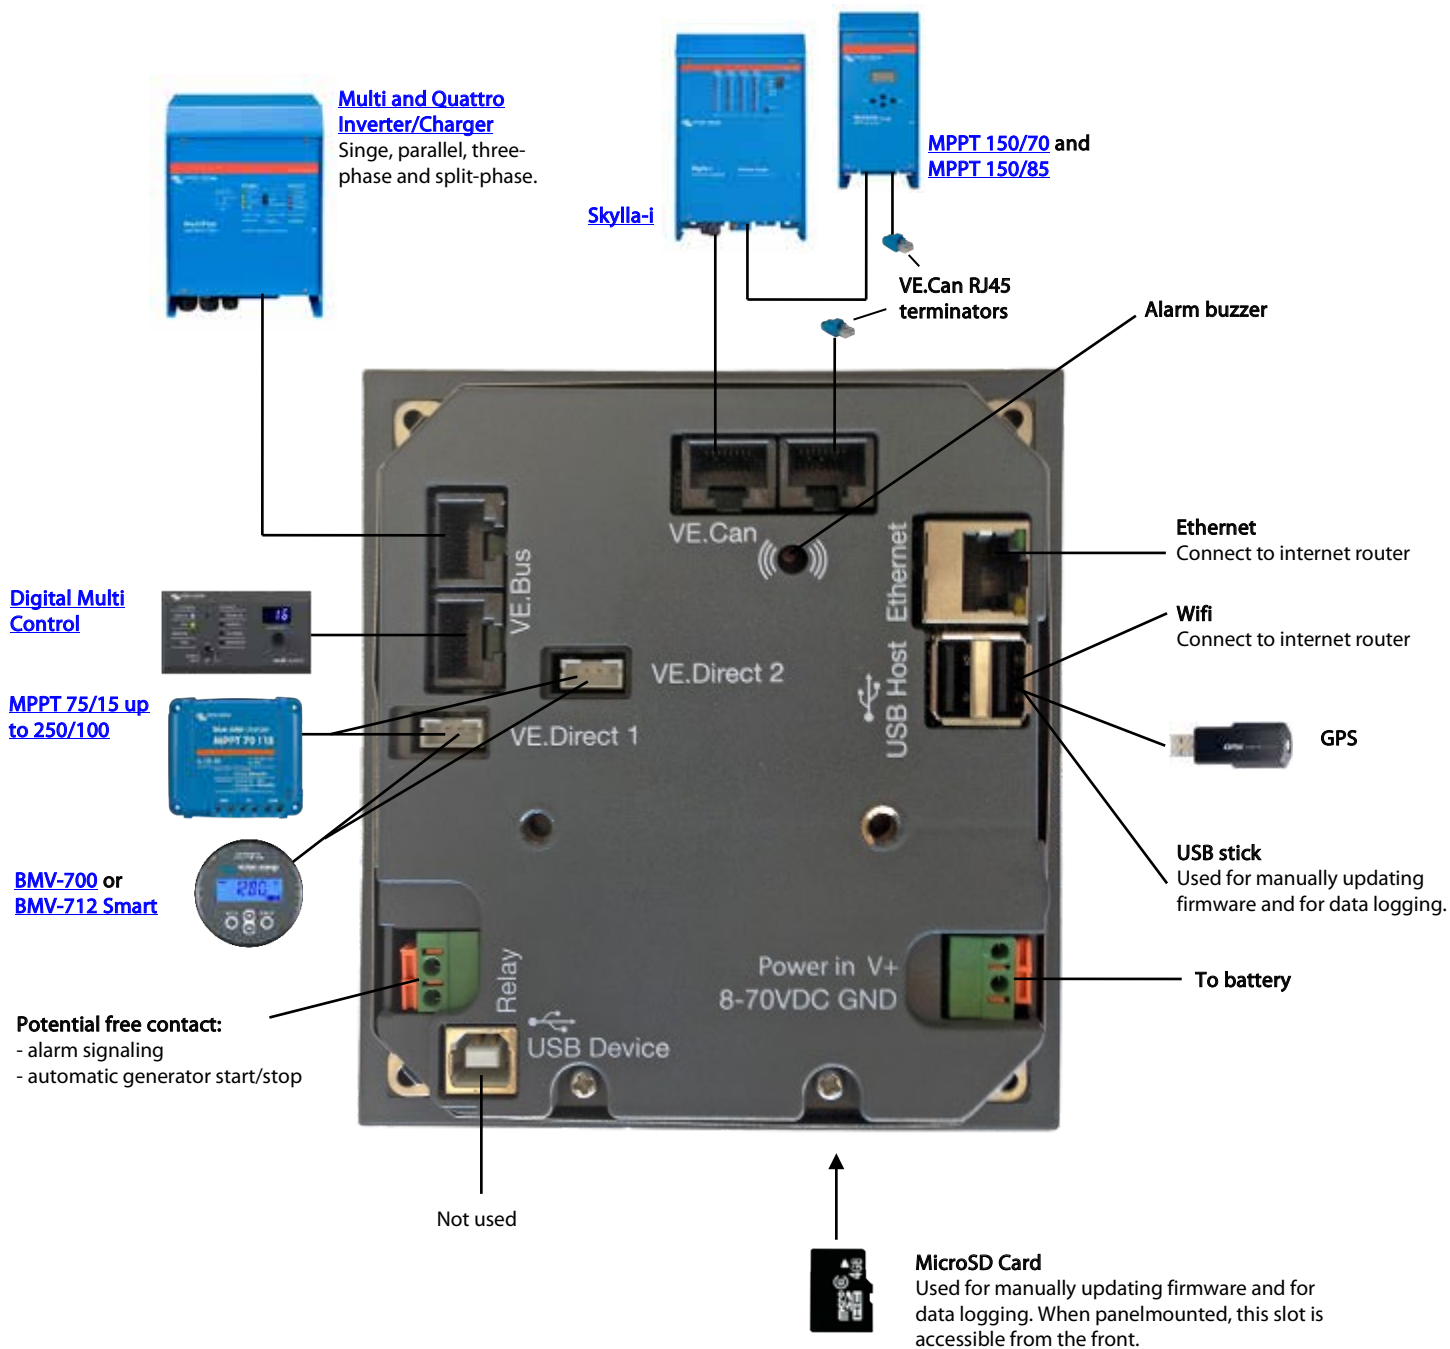 Multi and Quattro
Inverter/Charger
Singe, parallel, three-
phase and split-phase.
MPPT 150/70 and
MPPT 150/85
Skylla-i
VE.Can RJ45
terminators
Alarm buzzer
VE.Can
Ethernet
Ethernet
Connect to internet router
VE.Bus
Digital Multi
Control
16
Wifi
Connect to internet router
USB Host
VE.Direct 2
MPPT 75/15 up
to 250/100
VE.Direct 1
GPS
BMV-700 or
BMV-712 Smart
USB stick
Used for manually updating
firmware and for data logging.
Relay
Power in V+
8-70VDC GND
To battery
Potential free contact:
- alarm signaling
- automatic generator start/stop
USB Device
Not used
4GB
MicroSD Card
Used for manually updating firmware and for
data logging. When panelmounted, this slot is
accessible from the front.